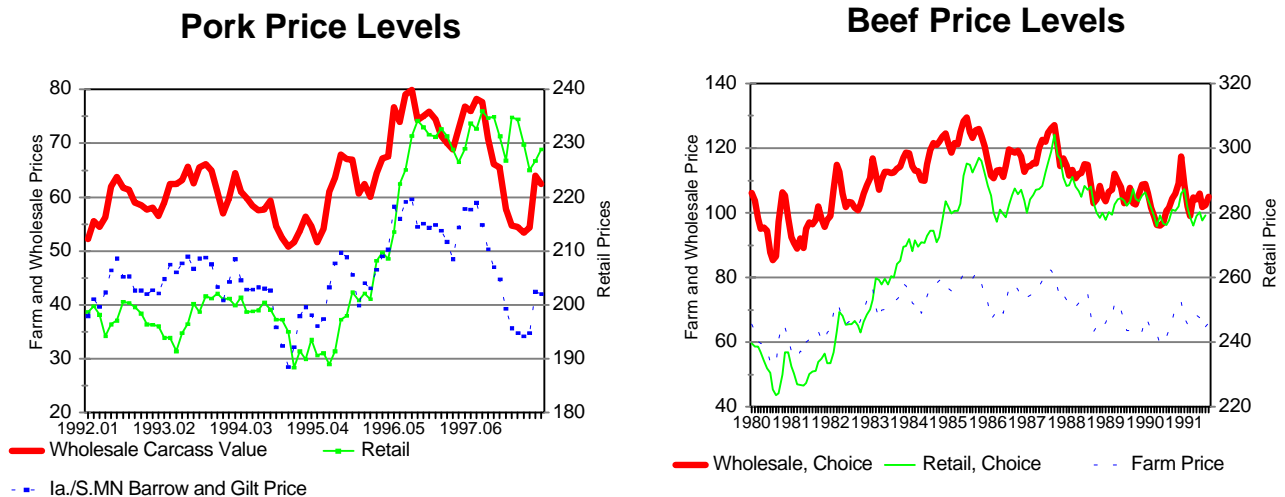 Pork Price Levels
Farm and Wholesale Prices
80
70
60
50
40
30
20
240
230
220
210
200
190
180
Retail Prices
1992.01 1993.02 1994.03 1995.04 1996.05 1997.06
Wholesale Carcass Value Retail
Ia./S.MN Barrow and Gilt Price
Beef Price Levels
Farm and Wholesale Price
140
120
100
80
60
40
320
300
280
260
240
220
Retail Price
1980 1981 1982 1983 1984 1985 1986 1987 1988 1989 1990 1991
Wholesale, Choice Retail, Choice Farm Price